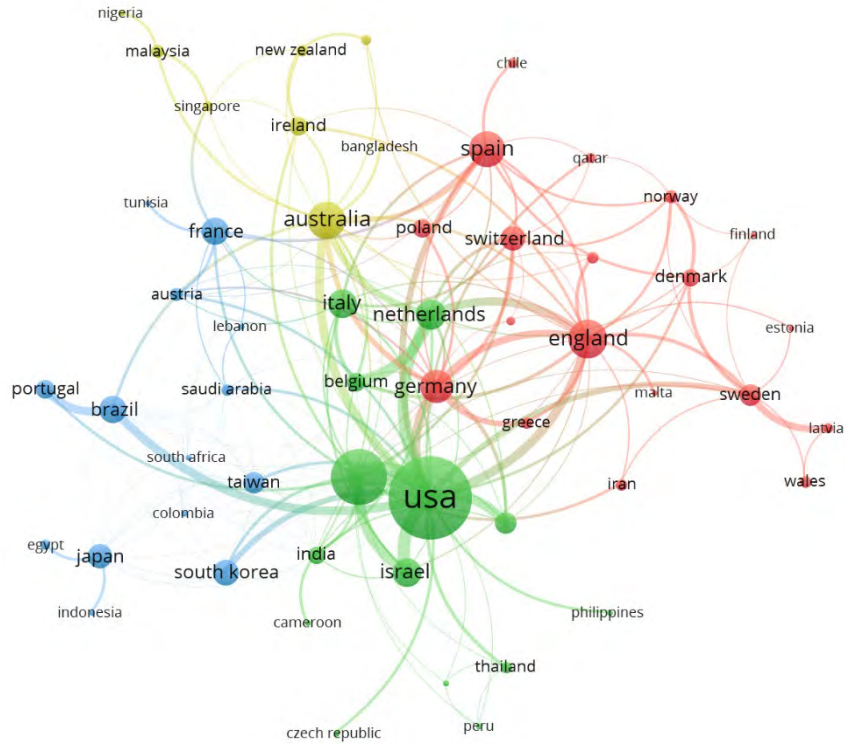 nigeria
malaysia
new zealand
chile
singapore
ireland
bangladesh
spain
qatar
tunisia
norway
france
australia
poland
switzerland
finland
austria
denmark
italy
netherlands
lebanon
england
estonia
portugal
brazil
saudi arabia
belgium
germany
malta
sweden
greece
latvia
south africa
taiwan
usa
iran
wales
colombia
egypt
japan
india
south korea
israel
indonesia
cameroon
philippines
thailand
peru
czech republic